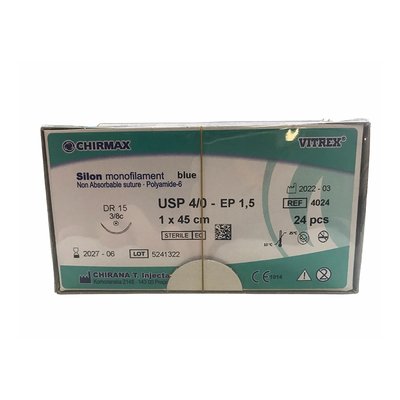 CHIRMAX
VITREX®
Silon monofilament blue
Non Absorbable suture - Polyamide-6
2022 - 03
DR 15
3/8c
USP 4/0 - EP 1,5
1 x 45 cm
REF 4024
24 pcs
STERILE EO
2027 - 06
LOT 5241322
CHIRANA T. Injecta
1014